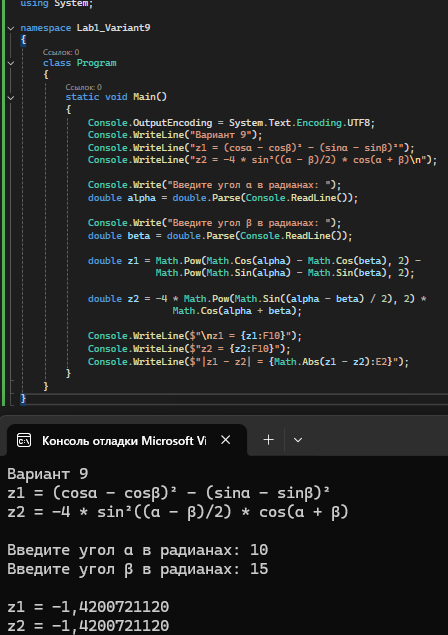 using System;
namespace Lab1_Variant9
{
Ссылок: 0
class Program
{
Ссылок: 0
static void Main()
{
Console.OutputEncoding = System.Text.Encoding.UTF8;
Console.WriteLine("Вариант 9");
Console.WriteLine("z1 = (cosα − cosβ)² − (sinα − sinβ)²");
Console.WriteLine("z2 = −4 * sin²((α − β)/2) * cos(α + β)\n");
Console.Write("Введите угол α в радианах: ");
double alpha = double.Parse(Console.ReadLine());
Console.Write("Введите угол β в радианах: ");
double beta = double.Parse(Console.ReadLine());
double z1 = Math.Pow(Math.Cos(alpha) - Math.Cos(beta), 2) -
Math.Pow(Math.Sin(alpha) - Math.Sin(beta), 2);
double z2 = -4 * Math.Pow(Math.Sin((alpha - beta) / 2), 2) *
Math.Cos(alpha + beta);
Console.WriteLine($"\nz1 = {z1:F10}");
Console.WriteLine($"z2 = {z2:F10}");
Console.WriteLine($"|z1 - z2| = {Math.Abs(z1 - z2):E2}");
}
}
}
Консоль отладки Microsoft Vi
Вариант 9
z1 = (cosα − cosβ)² − (sinα − sinβ)²
z2 = −4 * sin²((α − β)/2) * cos(α + β)
Введите угол α в радианах: 10
Введите угол β в радианах: 15
z1 = -1,4200721120
z2 = -1,4200721120